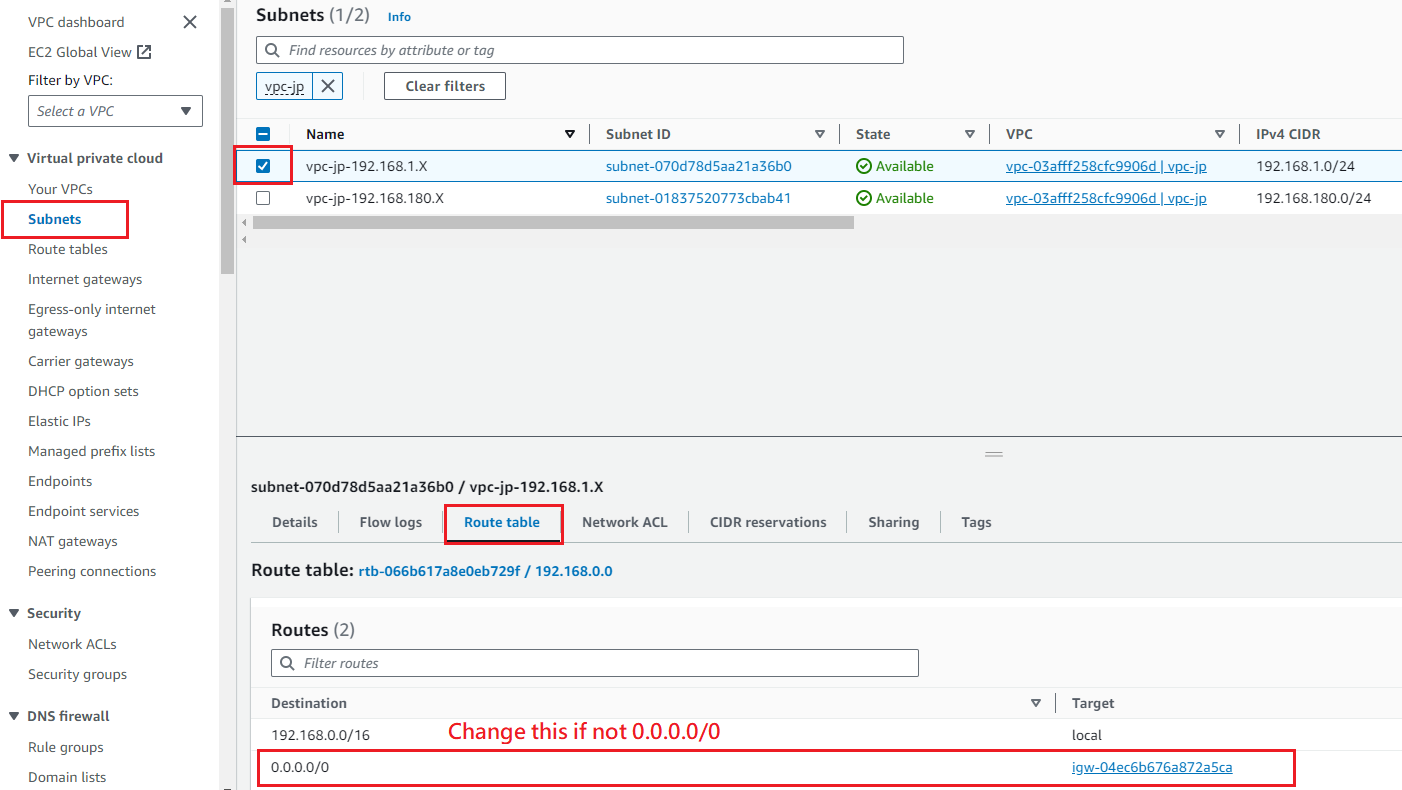 VPC dashboard
EC2 Global View
Filter by VPC:
Select a VPC
Virtual private cloud
Your VPCs
Subnets
Route tables
Internet gateways
Egress-only internet
gateways
Carrier gateways
DHCP option sets
Elastic IPs
Managed prefix lists
Endpoints
Endpoint services
NAT gateways
Peering connections
Security
Network ACLs
Security groups
DNS firewall
Rule groups
Domain lists
Subnets (1/2) Info
Find resources by attribute or tag
vpc-jp Clear filters
Name Subnet ID State VPC IPv4 CIDR
vpc-jp-192.168.1.X subnet-070d78d5aa21a36b0 Available vpc-03afff258cfc9906d | vpc-jp 192.168.1.0/24
vpc-jp-192.168.180.X subnet-01837520773cbab41 Available vpc-03afff258cfc9906d | vpc-jp 192.168.180.0/24
subnet-070d78d5aa21a36b0 / vpc-jp-192.168.1.X
Details Flow logs Route table Network ACL CIDR reservations Sharing Tags
Route table: rtb-066b617a8e0eb729f / 192.168.0.0
Routes (2)
Filter routes
Destination Target
192.168.0.0/16 local
Change this if not 0.0.0.0/0
0.0.0.0/0 igw-04ec6b676a872a5ca